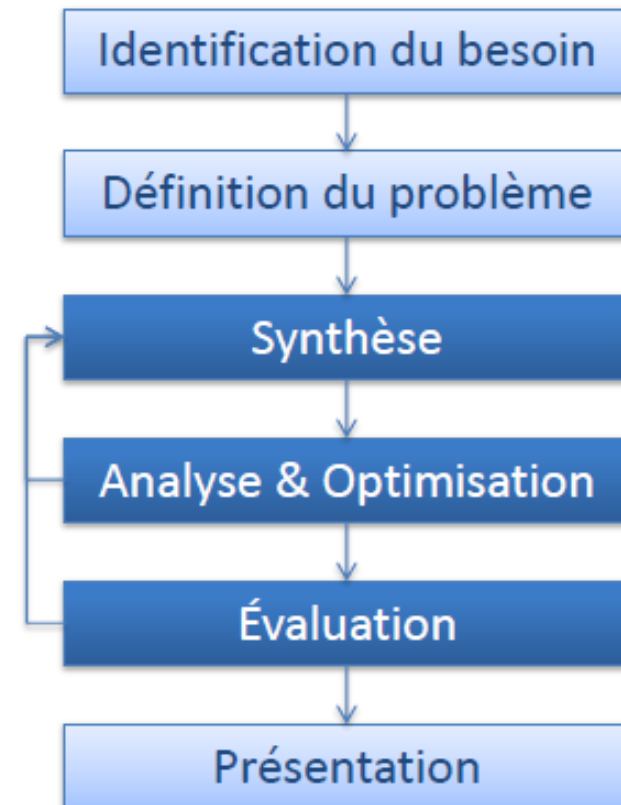 Identification du besoin
Définition du problème
Synthèse
Analyse & Optimisation
Évaluation
Présentation